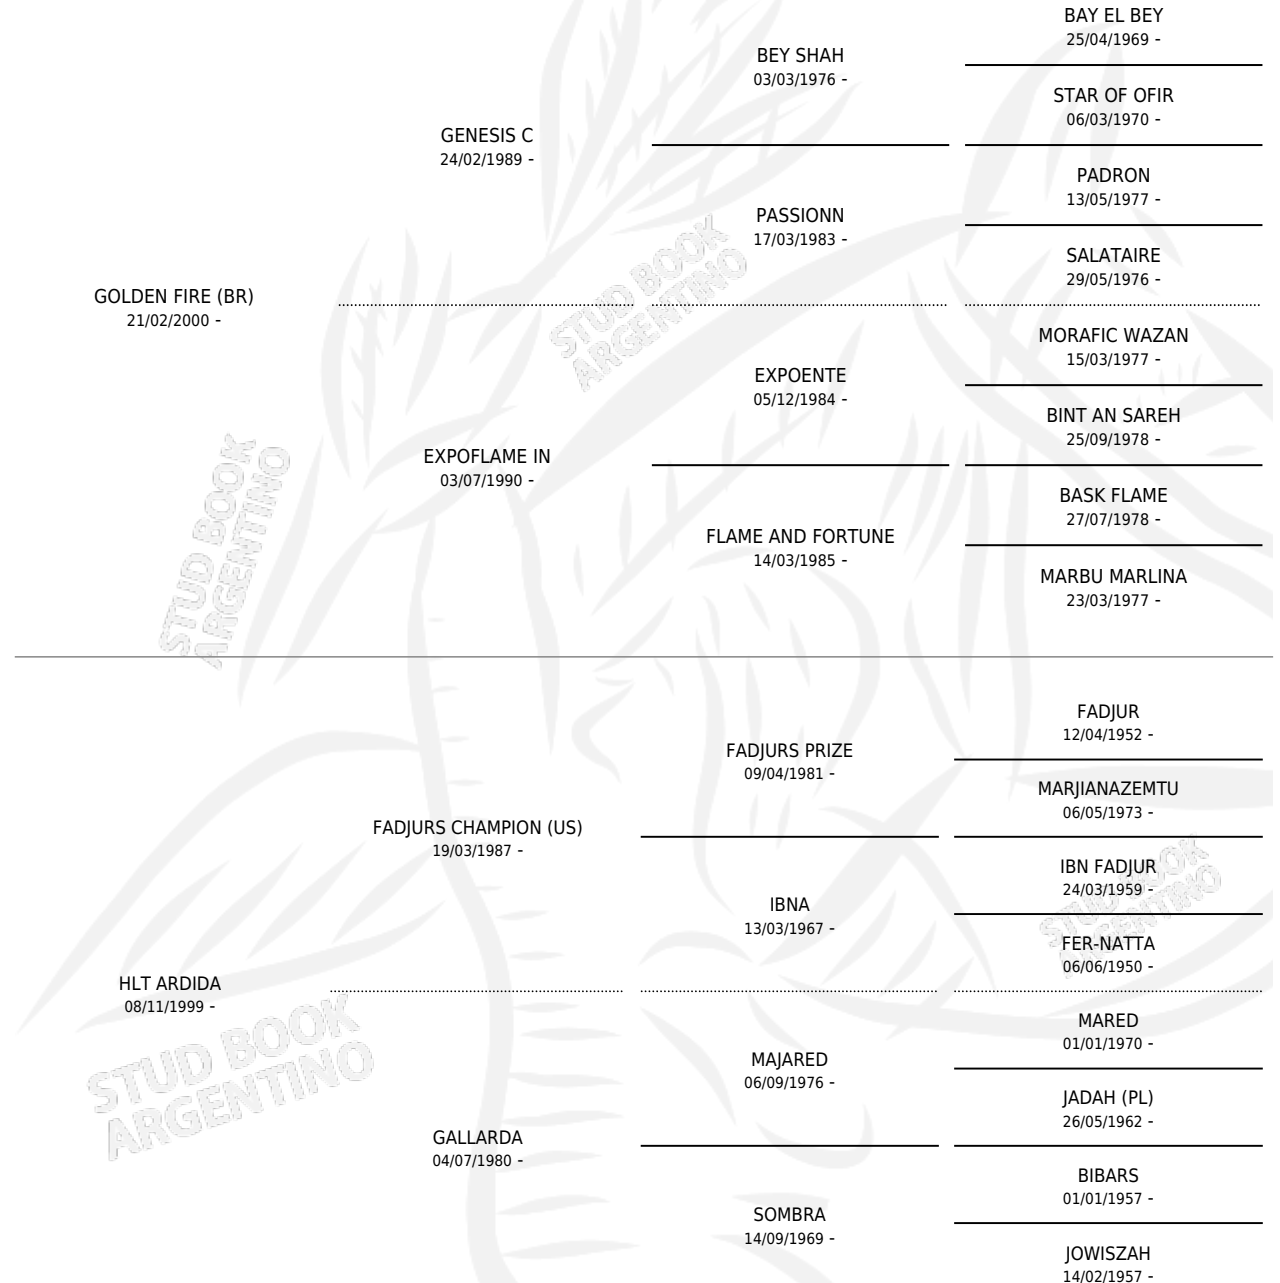 BAY EL BEY
25/04/1969 -
BEY SHAH
03/03/1976 -
STAR OF OFIR
06/03/1970 -
GENESIS C
24/02/1989 -
PADRON
13/05/1977 -
PASSIONN
17/03/1983 -
SALATAIRE
29/05/1976 -
GOLDEN FIRE (BR)
21/02/2000 -
MORAFIC WAZAN
15/03/1977 -
EXPOENTE
05/12/1984 -
BINT AN SAREH
25/09/1978 -
EXPOFLAME IN
03/07/1990 -
BASK FLAME
27/07/1978 -
FLAME AND FORTUNE
14/03/1985 -
MARBU MARLINA
23/03/1977 -
FADJUR
12/04/1952 -
FADJURS PRIZE
09/04/1981 -
MARJIANAZEMTU
06/05/1973 -
FADJURS CHAMPION (US)
19/03/1987 -
IBN FADJUR
24/03/1959 -
IBNA
13/03/1967 -
FER-NATTA
06/06/1950 -
HLT ARDIDA
08/11/1999 -
MARED
01/01/1970 -
MAJARED
06/09/1976 -
JADAH (PL)
26/05/1962 -
GALLARDA
04/07/1980 -
BIBARS
01/01/1957 -
SOMBRA
14/09/1969 -
JOWISZAH
14/02/1957 -
STUD BOOK
ARGENTINO
STUD BOOK
ARGENTINO
STUD BOOK
ARGENTINO
STUD BOOK
ARGENTINO